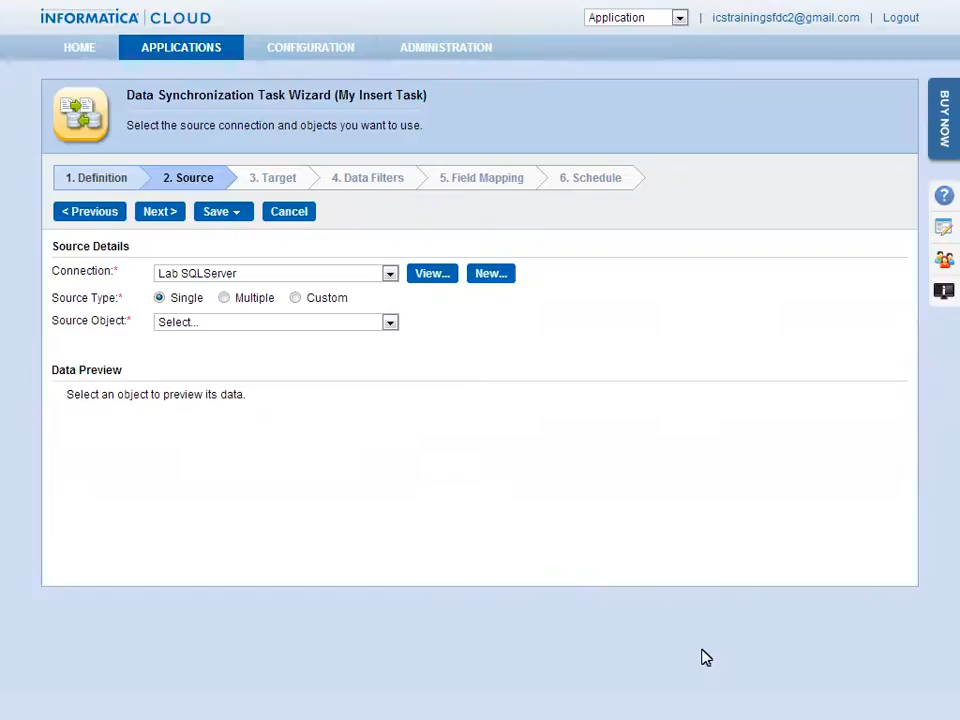 INFORMATICA CLOUD
Application | icstrainingsfdc2@gmail.com | Logout
HOME APPLICATIONS CONFIGURATION ADMINISTRATION
BUY NOW
Data Synchronization Task Wizard (My Insert Task)
Select the source connection and objects you want to use.
1. Definition 2. Source 3. Target 4. Data Filters 5. Field Mapping 6. Schedule
< Previous Next > Save Cancel
Source Details
Connection:* Lab SQLServer View... New...
Source Type:* Single Multiple Custom
Source Object:* Select...
Data Preview
Select an object to preview its data.